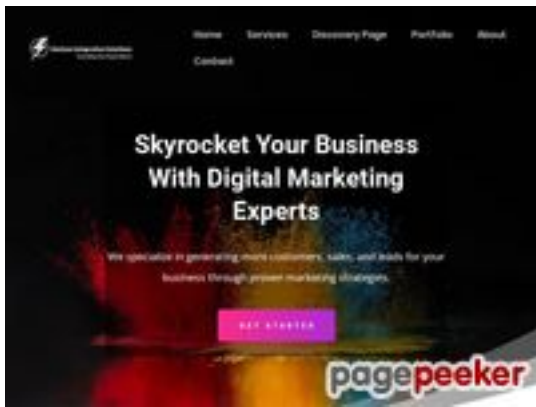 Home Services Discovery Page Portfolio About
Contact
Skyrocket Your Business
With Digital Marketing
Experts
We specialize in generating more customers, sales, and leads for your
business through proven marketing strategies.
GET STARTED
pagepeeker